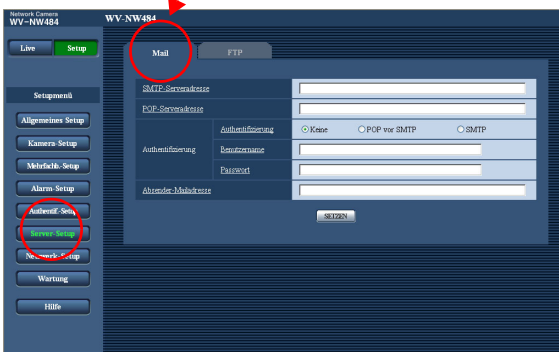 Network Camera
WV-NW484
WV-NW484
Live Setup
Mail FTP
Setupmenü
Allgemeines Setup
Kamera-Setup
Mehrfachb.-Setup
Alarm-Setup
Authentif.-Setup
Server-Setup
Netzwerk-Setup
Wartung
Hilfe
SMTP-Serveradresse
POP-Serveradresse
Authentifizierung
Authentifizierung Keine POP vor SMTP SMTP
Benutzername
Passwort
Absender-Mailadresse
SETZEN